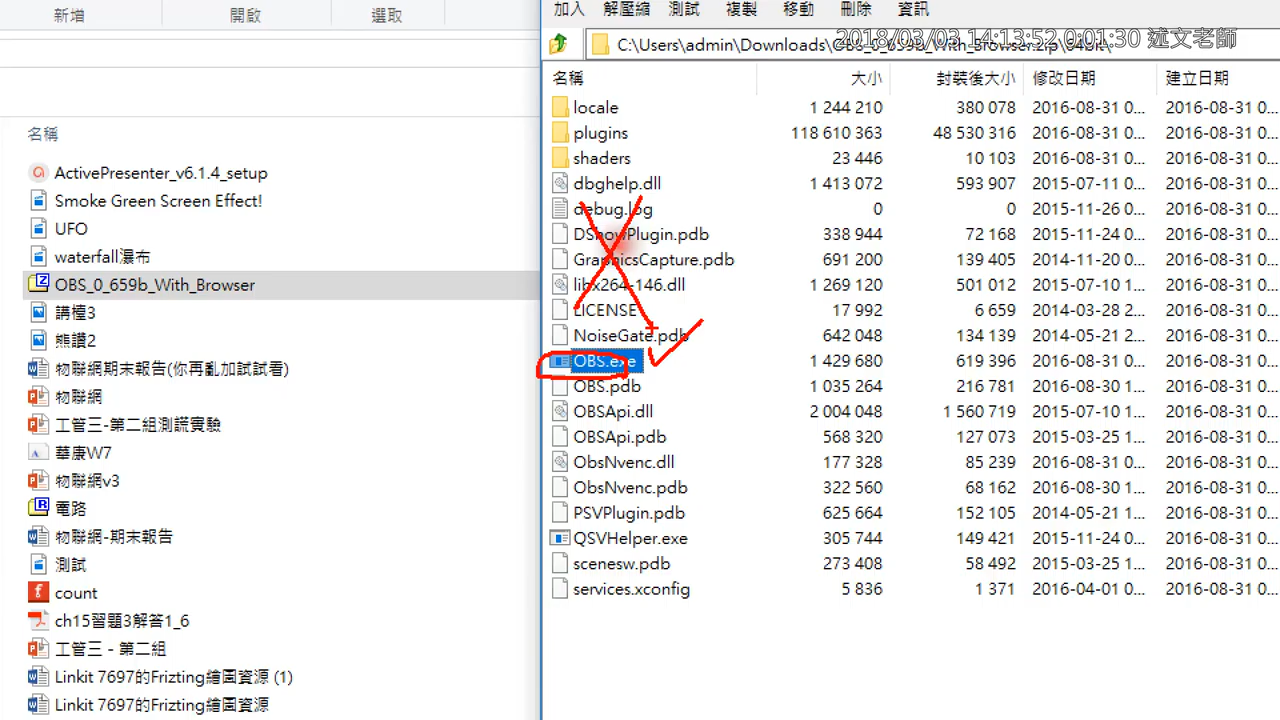 新增 開啟 選取
名稱
ActivePresenter_v6.1.4_setup
Smoke Green Screen Effect!
UFO
waterfall瀑布
OBS_0_659b_With_Browser
講檯3
熊讚2
物聯網期末報告(你再亂加試試看)
物聯網
工管三-第二組測謊實驗
華康W7
物聯網v3
電路
物聯網-期末報告
測試
count
ch15習題3解答1_6
工管三 - 第二組
Linkit 7697的Frizting繪圖資源 (1)
Linkit 7697的Frizting繪圖資源
加入 解壓縮 測試 複製 移動 刪除 資訊
2018/03/03 14:13:52 0:01:30 述文老師
C:\Users\admin\Downloads\OBS_0_659b_With_Browser.zip\64bit\
名稱 大小 封裝後大小 修改日期 建立日期
locale 1 244 210 380 078 2016-08-31 0... 2016-08-31 0...
plugins 118 610 363 48 530 316 2016-08-31 0... 2016-08-31 0...
shaders 23 446 10 103 2016-08-31 0... 2016-08-31 0...
dbghelp.dll 1 413 072 593 907 2015-07-11 0... 2016-08-31 0...
debug.log 0 0 2015-11-26 0... 2016-08-31 0...
DShowPlugin.pdb 338 944 72 168 2015-11-24 0... 2016-08-31 0...
GraphicsCapture.pdb 691 200 139 405 2014-11-20 0... 2016-08-31 0...
libx264-146.dll 1 269 120 501 012 2015-07-10 1... 2016-08-31 0...
LICENSE 17 992 6 659 2014-03-28 2... 2016-08-31 0...
NoiseGate.pdb 642 048 134 139 2014-05-21 2... 2016-08-31 0...
OBS.exe 1 429 680 619 396 2016-08-31 0... 2016-08-31 0...
OBS.pdb 1 035 264 216 781 2016-08-30 1... 2016-08-31 0...
OBSApi.dll 2 004 048 1 560 719 2015-07-10 1... 2016-08-31 0...
OBSApi.pdb 568 320 127 073 2015-03-25 1... 2016-08-31 0...
ObsNvenc.dll 177 328 85 239 2016-08-31 0... 2016-08-31 0...
ObsNvenc.pdb 322 560 68 162 2016-08-30 1... 2016-08-31 0...
PSVPlugin.pdb 625 664 152 105 2014-05-21 1... 2016-08-31 0...
QSVHelper.exe 305 744 149 421 2015-11-24 0... 2016-08-31 0...
scenesw.pdb 273 408 58 492 2015-03-25 1... 2016-08-31 0...
services.xconfig 5 836 1 371 2016-04-01 0... 2016-08-31 0...